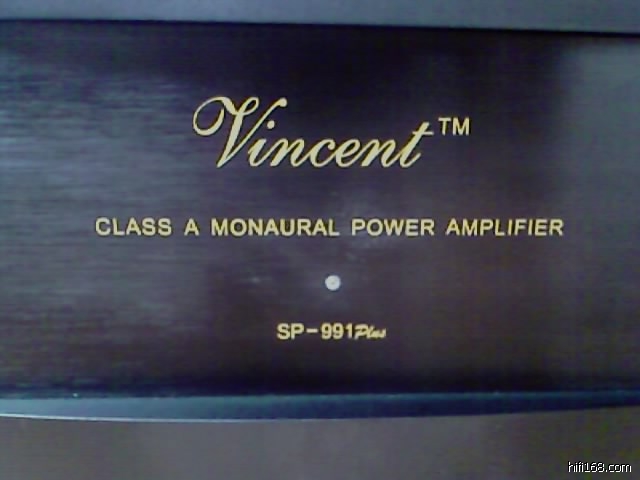 Vincent™
CLASS A MONAURAL POWER AMPLIFIER
SP-991Plus
hifi168.com